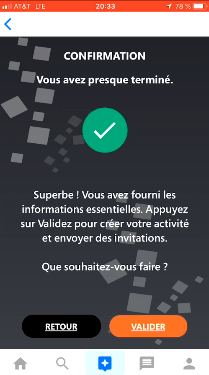 AT&T LTE 20:33 78 %
CONFIRMATION
Vous avez presque terminé.
Superbe ! Vous avez fourni les
informations essentielles. Appuyez
sur Validez pour créer votre activité
et envoyer des invitations.
Que souhaitez-vous faire ?
RETOUR VALIDER